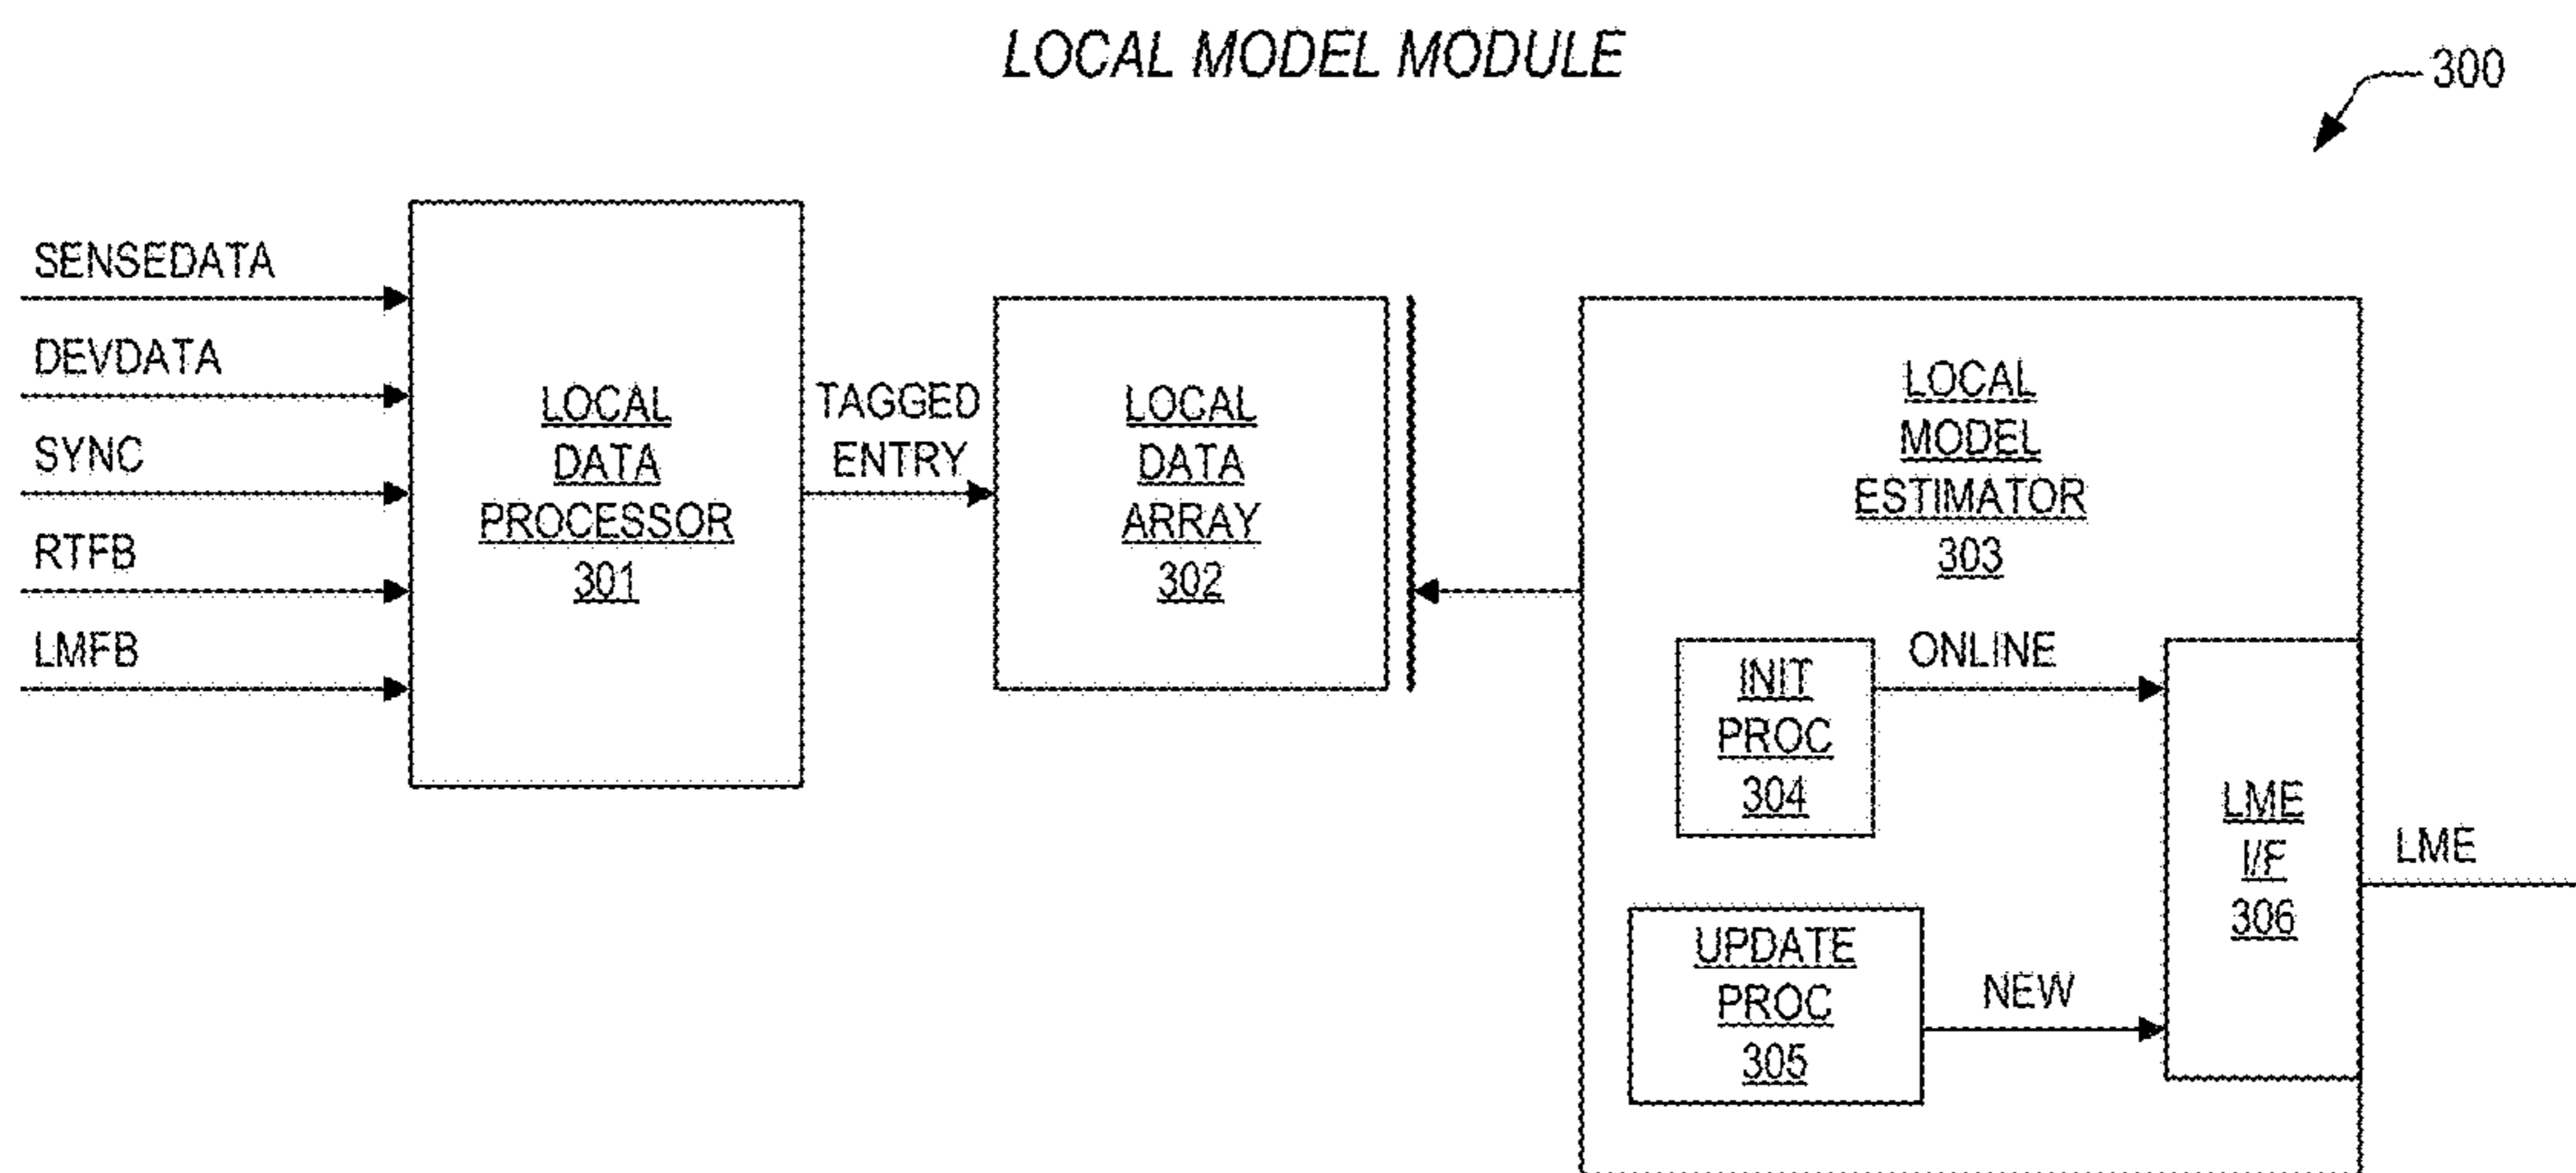 LOCAL MODEL MODULE
300
SENSEDATA
DEVDATA
SYNC
RTFB
LMFB
LOCAL
DATA
PROCESSOR
301
TAGGED
ENTRY
LOCAL
DATA
ARRAY
302
LOCAL
MODEL
ESTIMATOR
303
INIT
PROC
304
ONLINE
UPDATE
PROC
305
NEW
LME
I/F
306
LME